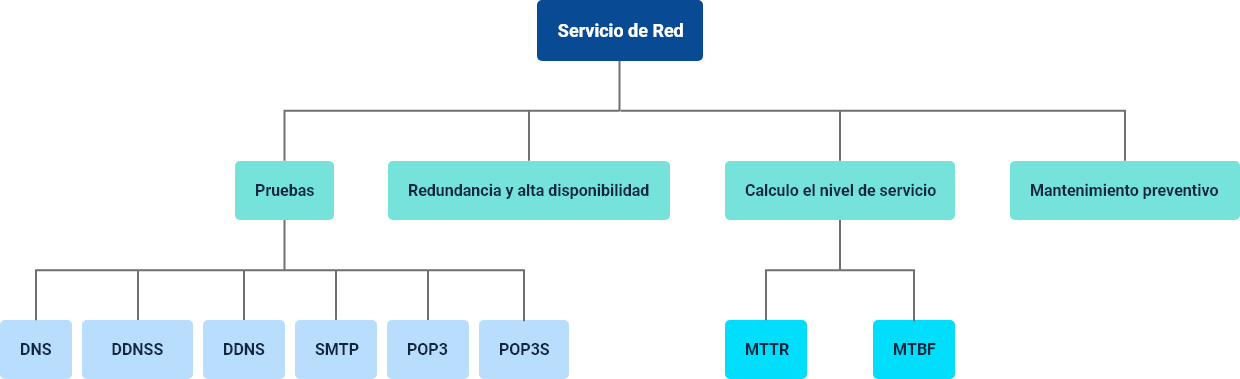 Servicio de Red
Pruebas
Redundancia y alta disponibilidad
Calculo el nivel de servicio
Mantenimiento preventivo
DNS
DDNSS
DDNS
SMTP
POP3
POP3S
MTTR
MTBF